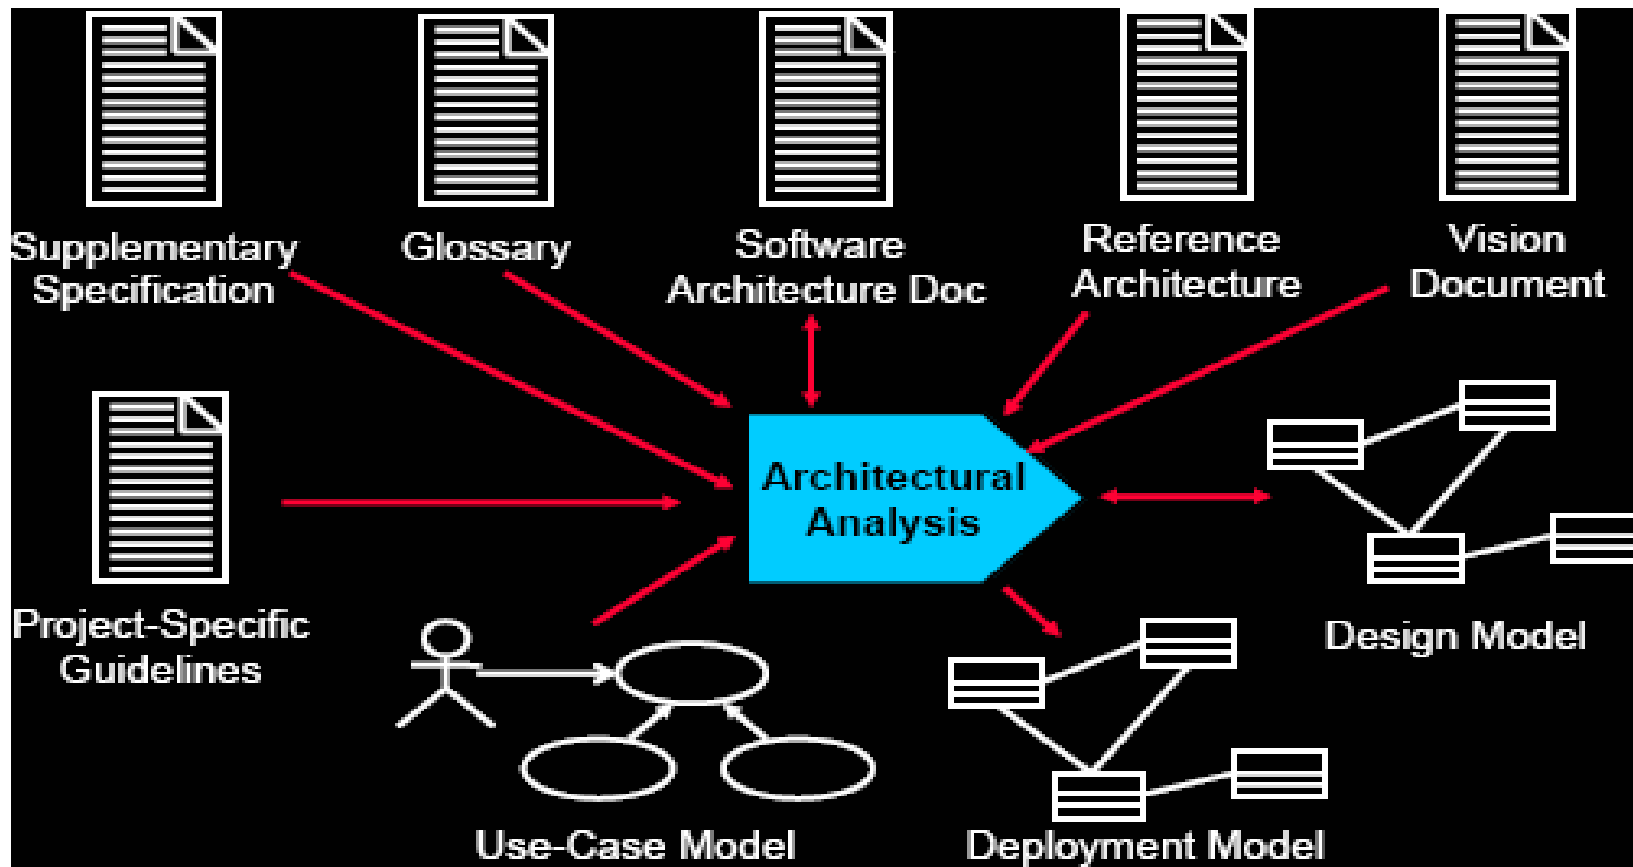 Supplementary
Specification
Glossary
Software
Architecture Doc
Reference
Architecture
Vision
Document
Architectural
Analysis
Project-Specific
Guidelines
Design Model
Use-Case Model
Deployment Model